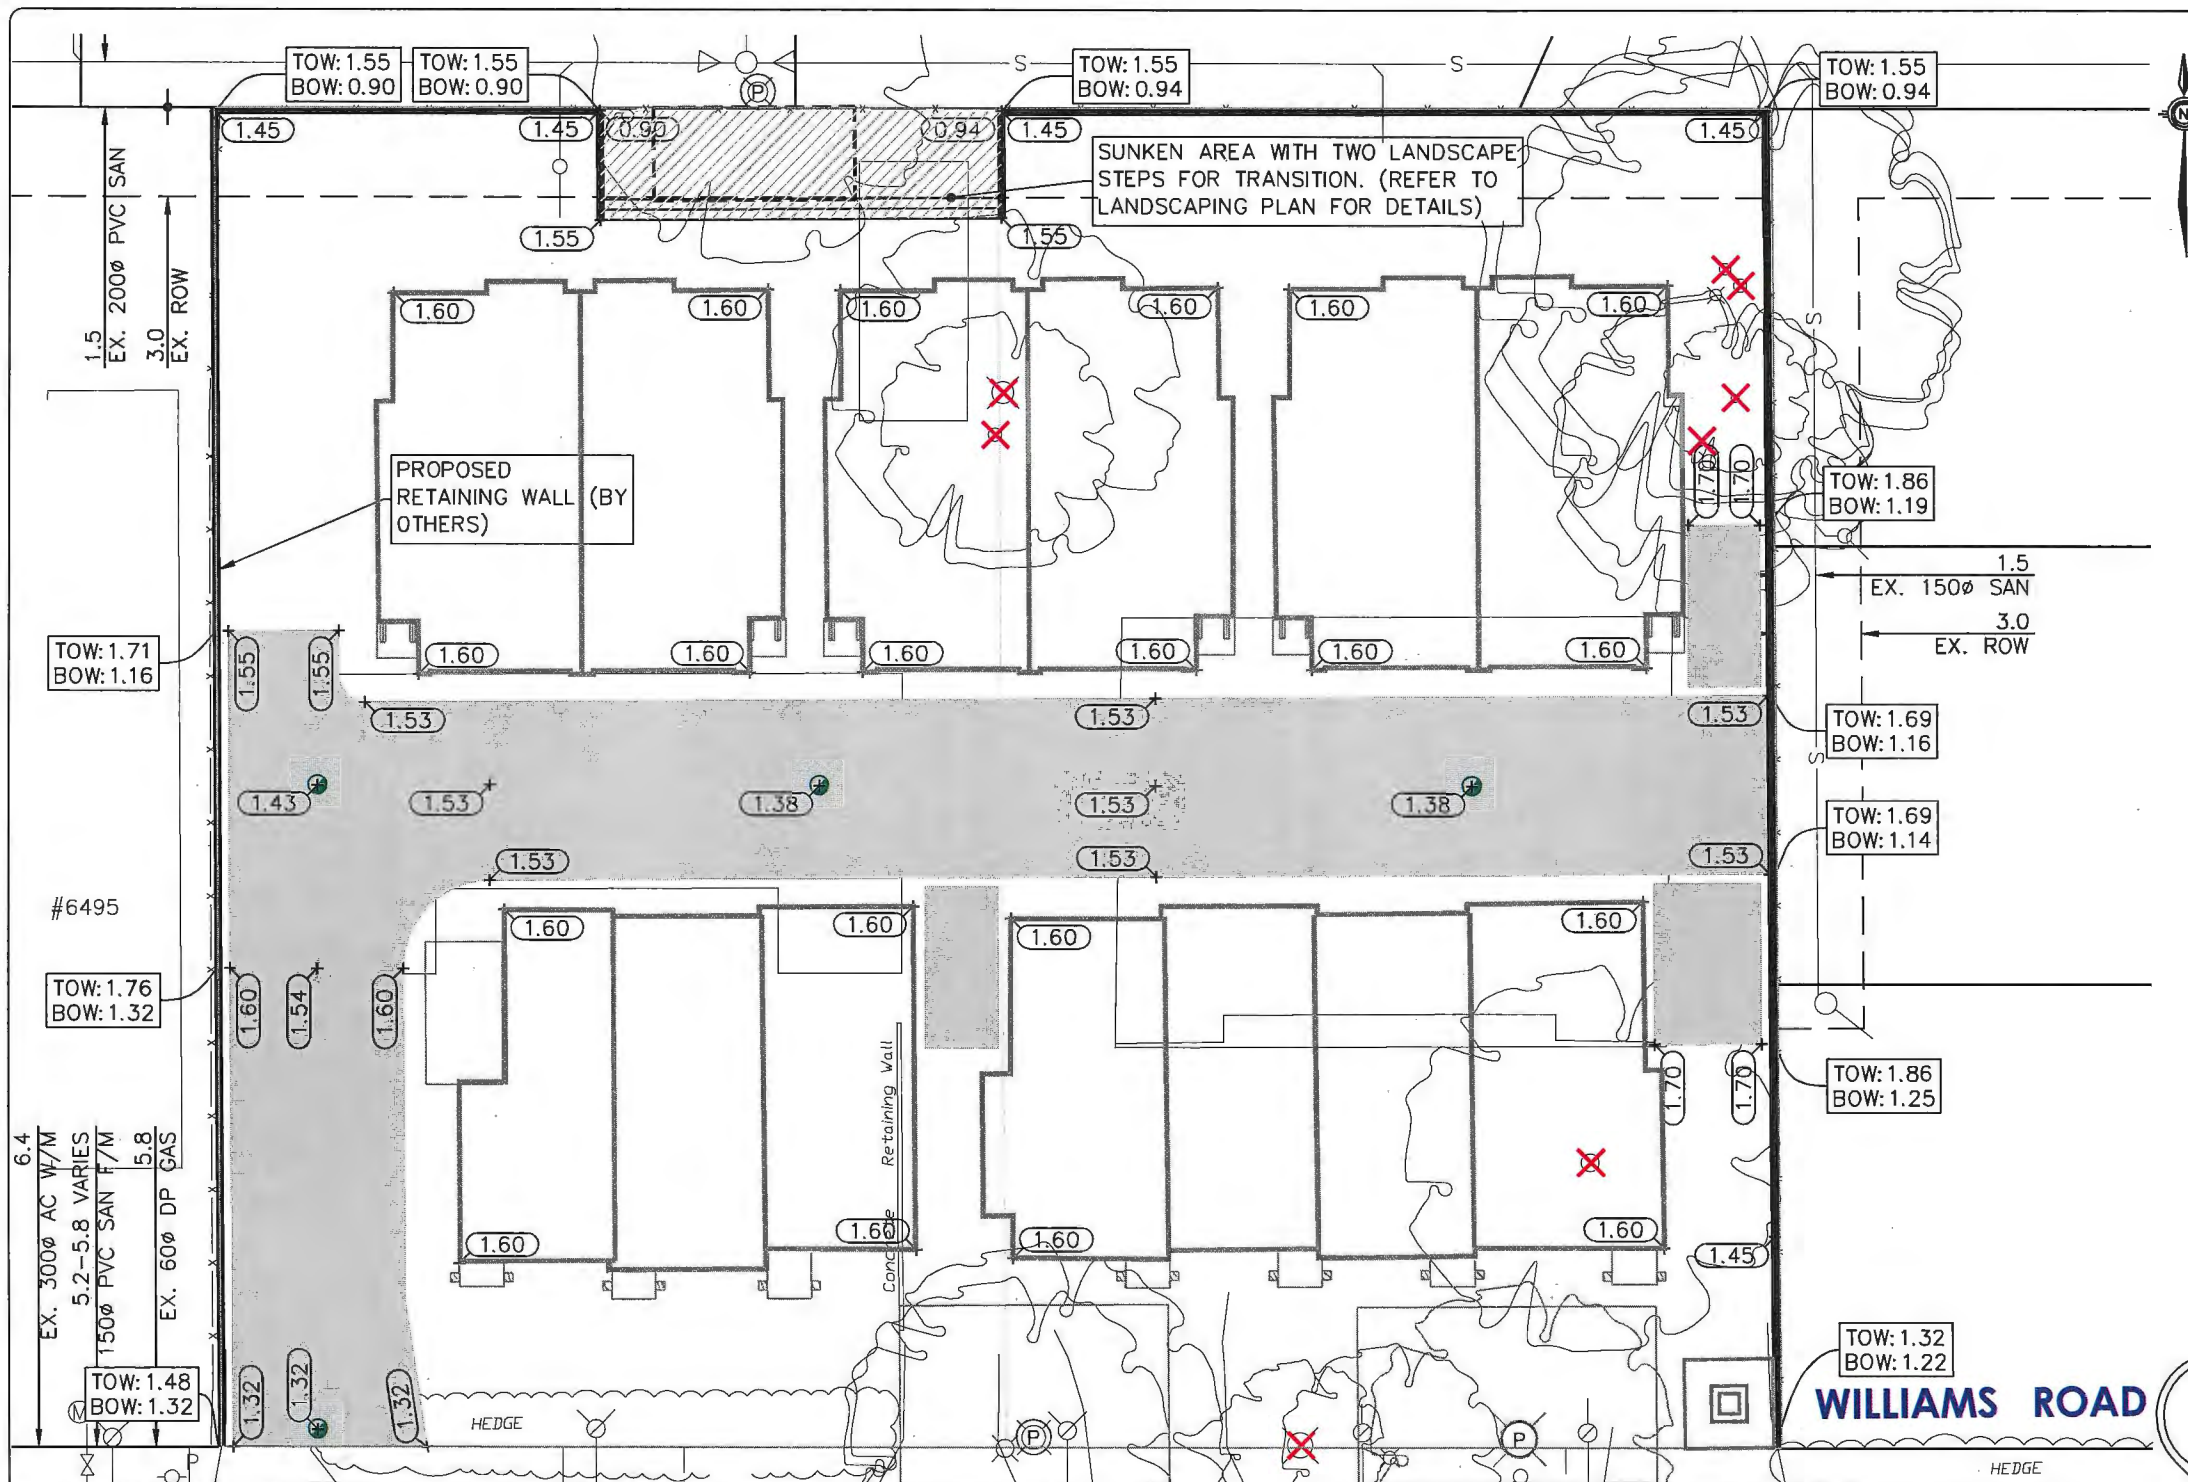 TOW: 1.55
BOW: 0.90
TOW: 1.55
BOW: 0.90
P
S
TOW: 1.55
BOW: 0.94
S
TOW: 1.55
BOW: 0.94
N
1.45
1.45
0.90
0.94
1.45
1.45
SUNKEN AREA WITH TWO LANDSCAPE
STEPS FOR TRANSITION. (REFER TO
LANDSCAPING PLAN FOR DETAILS)
1.5
EX. 200ø PVC SAN
3.0
EX. ROW
1.55
1.55
1.60
1.60
1.60
1.60
1.60
1.60
S
PROPOSED
RETAINING WALL (BY
OTHERS)
1.70
1.70
TOW: 1.86
BOW: 1.19
1.5
EX. 150ø SAN
3.0
EX. ROW
TOW: 1.71
BOW: 1.16
1.55
1.55
1.60
1.60
1.60
1.60
1.60
1.60
1.53
1.53
1.53
TOW: 1.69
BOW: 1.16
S
1.43
1.53
1.38
1.53
1.38
TOW: 1.69
BOW: 1.14
1.53
1.53
1.53
#6495
1.60
1.60
1.60
1.60
TOW: 1.76
BOW: 1.32
1.60
1.54
1.60
Concrete Retaining Wall
1.70
1.70
TOW: 1.86
BOW: 1.25
6.4
EX. 300ø AC W/M
5.2-5.8 VARIES
150ø PVC SAN F/M
5.8
EX. 60ø DP GAS
1.60
1.60
1.60
1.60
1.45
TOW: 1.48
BOW: 1.32
1.32
1.32
1.32
M
HEDGE
P
P
P
TOW: 1.32
BOW: 1.22
WILLIAMS ROAD
HEDGE